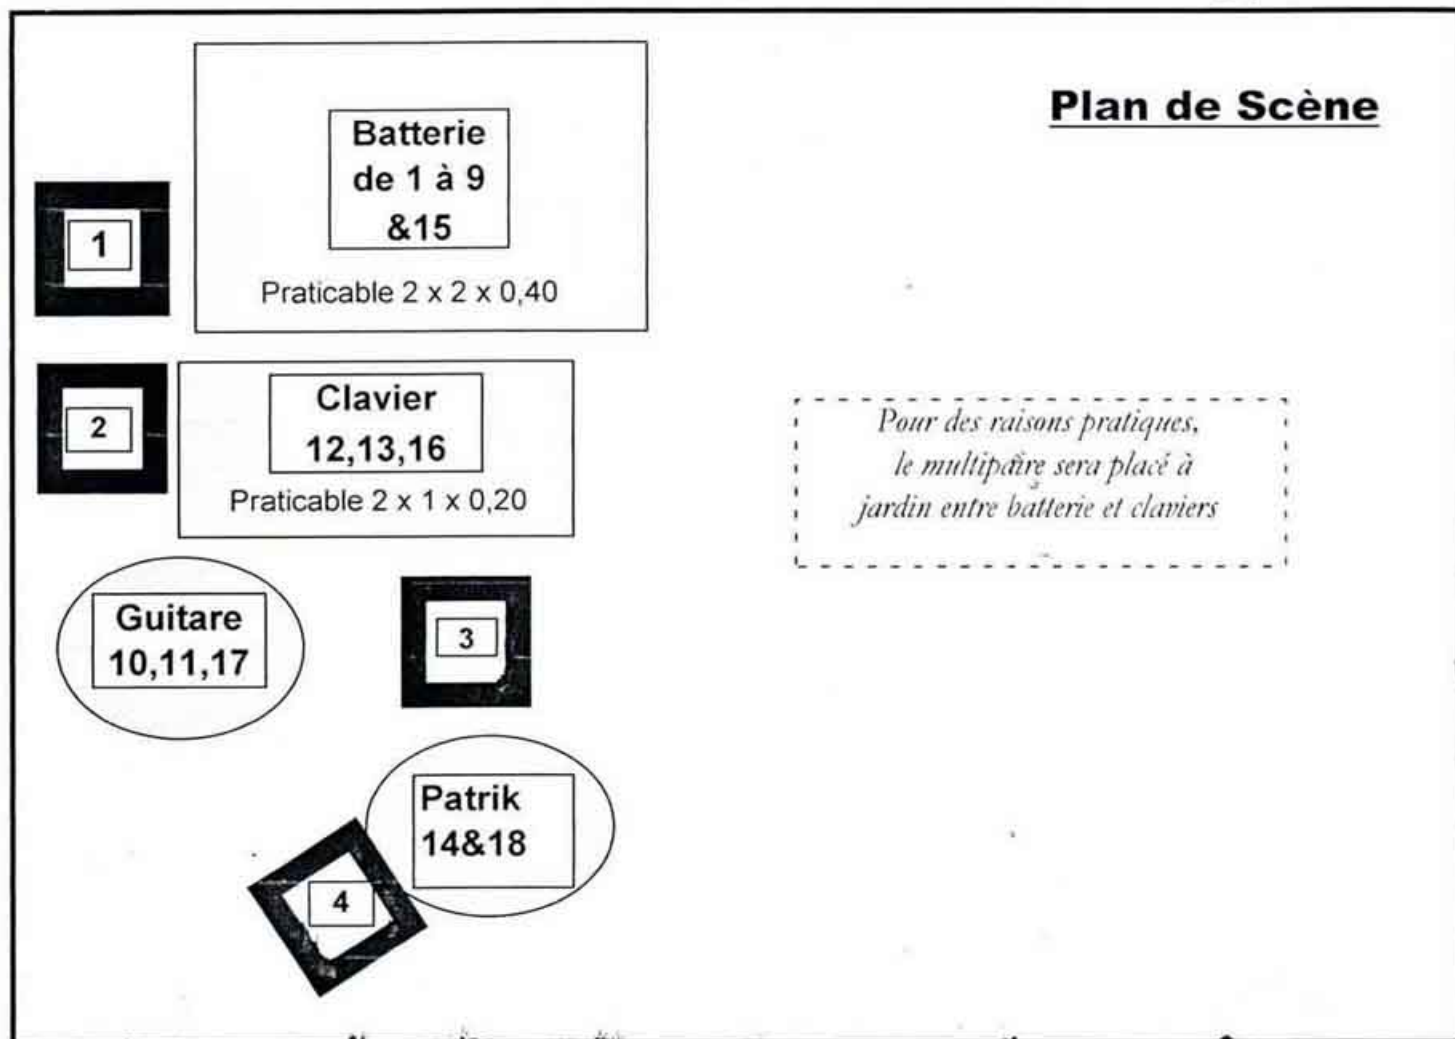 Plan de Scène
Batterie
de 1 à 9
&15
Praticable 2 x 2 x 0,40
1
Clavier
12,13,16
Praticable 2 x 1 x 0,20
2
Pour des raisons pratiques,
le multipaire sera placé à
jardin entre batterie et claviers
Guitare
10,11,17
3
Patrik
14&18
4